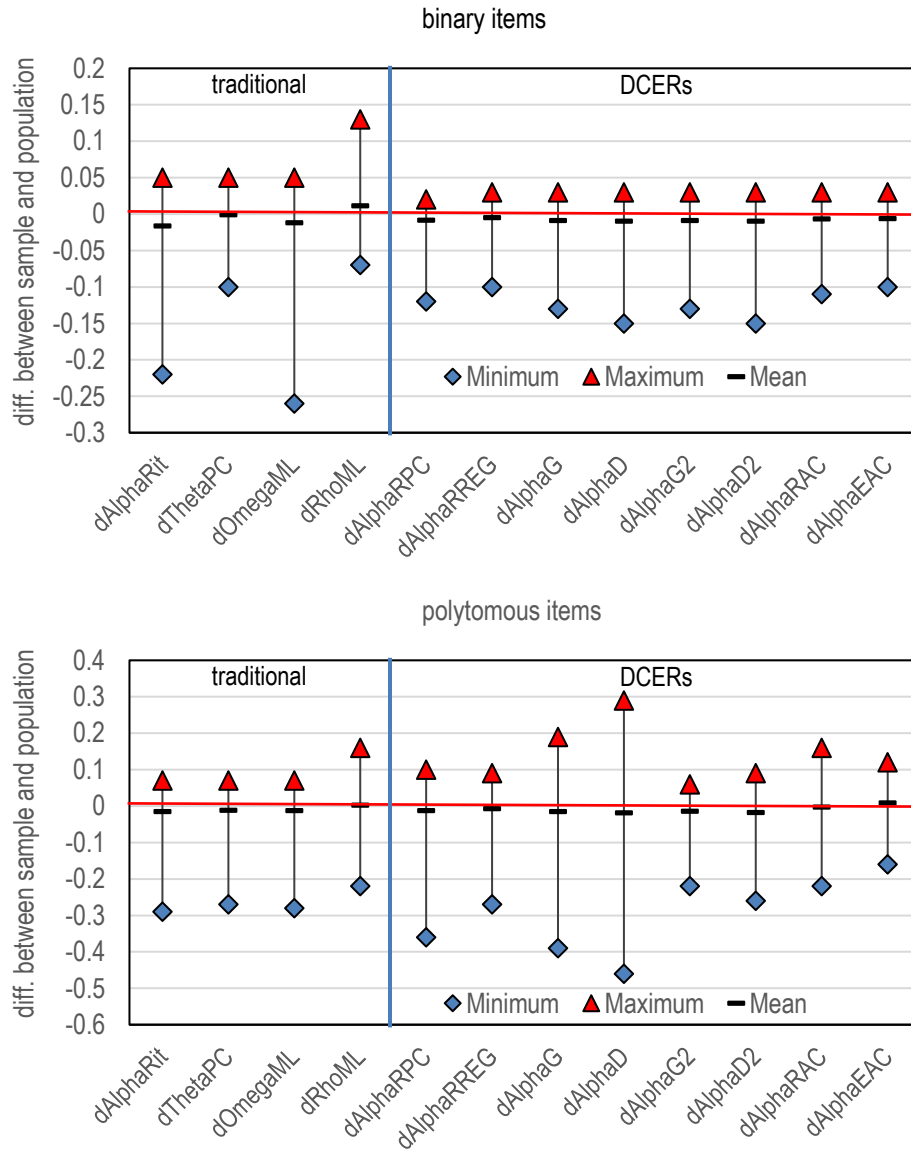 binary items
diff. between sample and population
0.2
0.15
0.1
0.05
0
-0.05
-0.1
-0.15
-0.2
-0.25
-0.3
traditional
DCERs
Minimum Maximum Mean
dAlphaRit
dThetaPC
dOmegaML
dRhoML
dAlphaRPC
dAlphaRREG
dAlphaG
dAlphaD
dAlphaG2
dAlphaD2
dAlphaRAC
dAlphaEAC
polytomous items
diff. between sample and population
0.4
0.3
0.2
0.1
0
-0.1
-0.2
-0.3
-0.4
-0.5
-0.6
traditional
DCERs
Minimum Maximum Mean
dAlphaRit
dThetaPC
dOmegaML
dRhoML
dAlphaRPC
dAlphaRREG
dAlphaG
dAlphaD
dAlphaG2
dAlphaD2
dAlphaRAC
dAlphaEAC